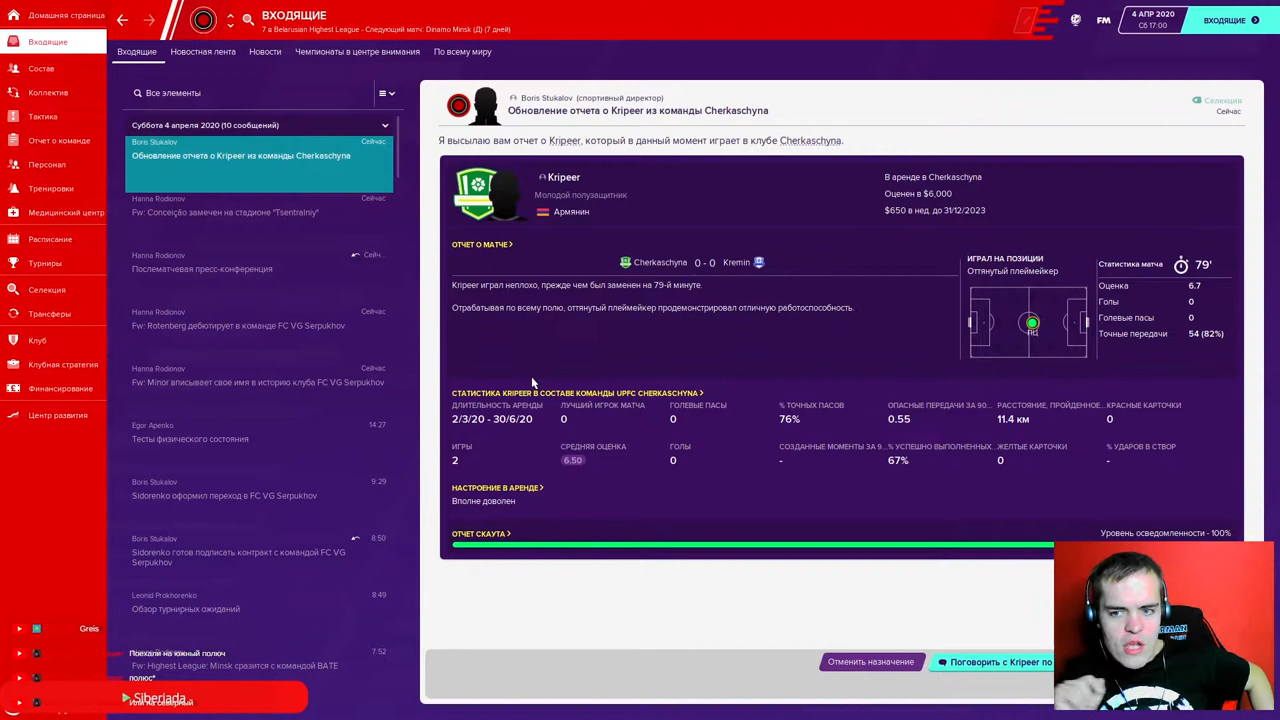 Домашняя страница
Входящие
Состав
Коллектив
Тактика
Отчет о команде
Персонал
Тренировки
Медицинский центр
Расписание
Турниры
Селекция
Трансферы
Клуб
Клубная стратегия
Финансирование
Центр развития
ВХОДЯЩИЕ
7 в Belarusian Highest League - Следующий матч: Dinamo Minsk (Д) (7 дней)
FM
4 АПР 2020
Сб 17:00
ВХОДЯЩИЕ
Входящие
Новостная лента
Новости
Чемпионаты в центре внимания
По всему миру
Все элементы
Суббота 4 апреля 2020 (10 сообщений)
Boris Stukalov Сейчас
Обновление отчета о Kripeer из команды Cherkaschyna
Hanna Rodionov Сейчас
Fw: Conceição замечен на стадионе "Tsentralniy"
Hanna Rodionov Сейч...
Послематчевая пресс-конференция
Hanna Rodionov Сейчас
Fw: Rotenberg дебютирует в команде FC VG Serpukhov
Hanna Rodionov Сейчас
Fw: Minor вписывает свое имя в историю клуба FC VG Serpukhov
Egor Apenko 14:27
Тесты физического состояния
Boris Stukalov 9:29
Sidorenko оформил переход в FC VG Serpukhov
Boris Stukalov 8:50
Sidorenko готов подписать контракт с командой FC VG
Serpukhov
Leonid Prokhorenko 8:49
Обзор турнирных ожиданий
7:52
Fw: Highest League: Minsk сразится с командой BATE
Boris Stukalov (спортивный директор)
Обновление отчета о Kripeer из команды Cherkaschyna
Селекция
Сейчас
Я высылаю вам отчет о Kripeer, который в данный момент играет в клубе Cherkaschyna.
Kripeer
Молодой полузащитник
Армянин
В аренде в Cherkaschyna
Оценен в $6,000
$650 в нед. до 31/12/2023
ОТЧЕТ О МАТЧЕ
Cherkaschyna 0 - 0 Kremin
Kripeer играл неплохо, прежде чем был заменен на 79-й минуте.
Отрабатывая по всему полю, оттянутый плеймейкер продемонстрировал отличную работоспособность.
ИГРАЛ НА ПОЗИЦИИ
Оттянутый плеймейкер
ПЦ
Статистика матча 79'
Оценка 6.7
Голы 0
Голевые пасы 0
Точные передачи 54 (82%)
СТАТИСТИКА KRIPEER В СОСТАВЕ КОМАНДЫ UPFC CHERKASCHYNA
ДЛИТЕЛЬНОСТЬ АРЕНДЫ ЛУЧШИЙ ИГРОК МАТЧА ГОЛЕВЫЕ ПАСЫ % ТОЧНЫХ ПАСОВ ОПАСНЫЕ ПЕРЕДАЧИ ЗА 90... РАССТОЯНИЕ, ПРОЙДЕННОЕ... КРАСНЫЕ КАРТОЧКИ
2/3/20 - 30/6/20 0 0 76% 0.55 11.4 км 0
ИГРЫ СРЕДНЯЯ ОЦЕНКА ГОЛЫ СОЗДАННЫЕ МОМЕНТЫ ЗА 9... % УСПЕШНО ВЫПОЛНЕННЫХ ЖЕЛТЫЕ КАРТОЧКИ % УДАРОВ В СТВОР
2 6.50 0 - 67% 0 -
НАСТРОЕНИЕ В АРЕНДЕ
Вполне доволен
ОТЧЕТ СКАУТА
Уровень осведомленности - 100%
Отменить назначение
Поговорить с Kripeer по
Greis
Поехали на южный полюч
полюс*
Или на северный
Siberiada